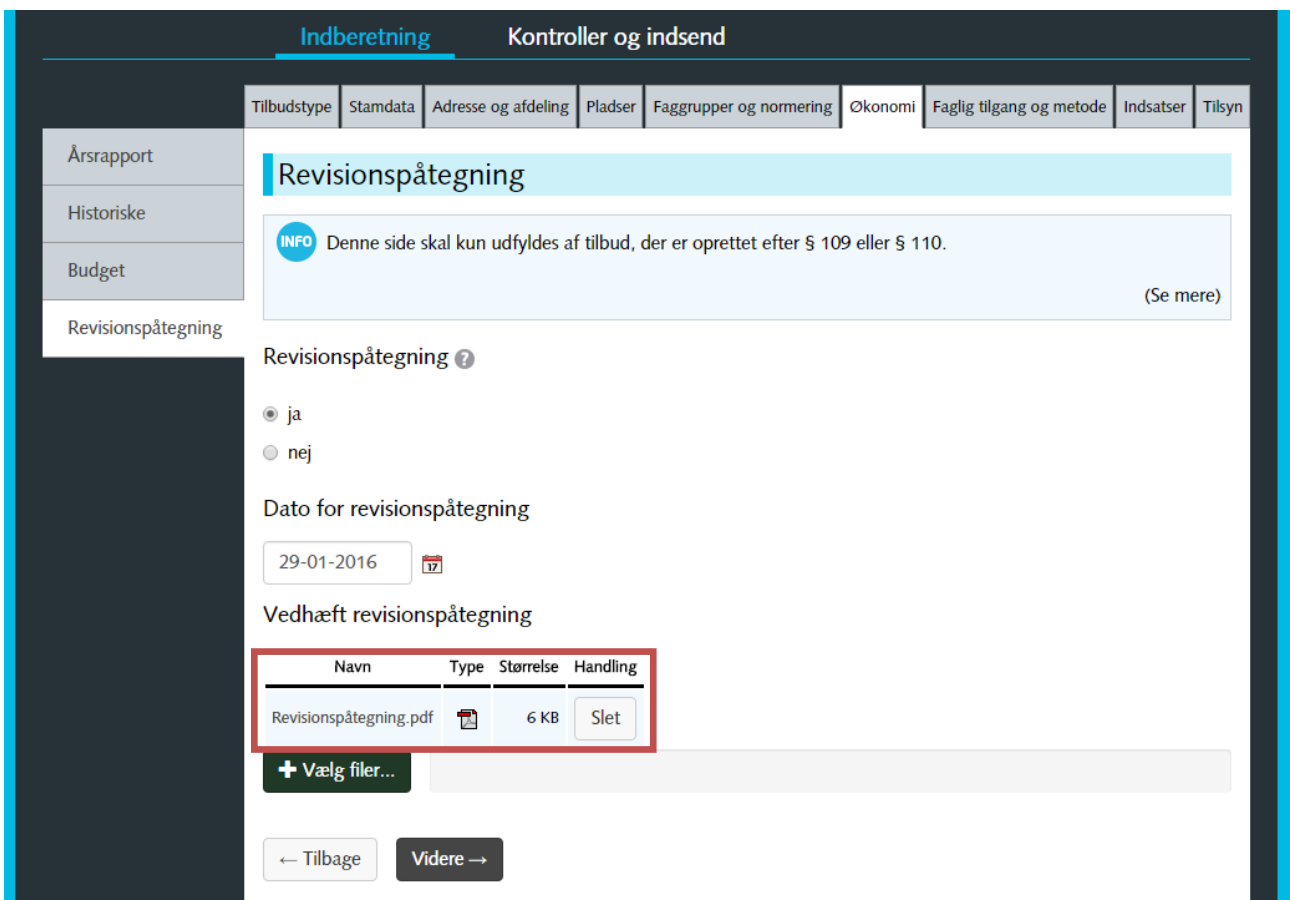 Indberetning Kontroller og indsend
Tilbudstype Stamdata Adresse og afdeling Pladser Faggrupper og normering Økonomi Faglig tilgang og metode Indsatser Tilsyn
Årsrapport
Historiske
Budget
Revisionspåtegning
Revisionspåtegning
INFO Denne side skal kun udfyldes af tilbud, der er oprettet efter § 109 eller § 110.
(Se mere)
Revisionspåtegning ?
ja
nej
Dato for revisionspåtegning
29-01-2016 17
Vedhæft revisionspåtegning
Navn Type Størrelse Handling
Revisionspåtegning.pdf 6 KB Slet
+ Vælg filer...
← Tilbage Videre →